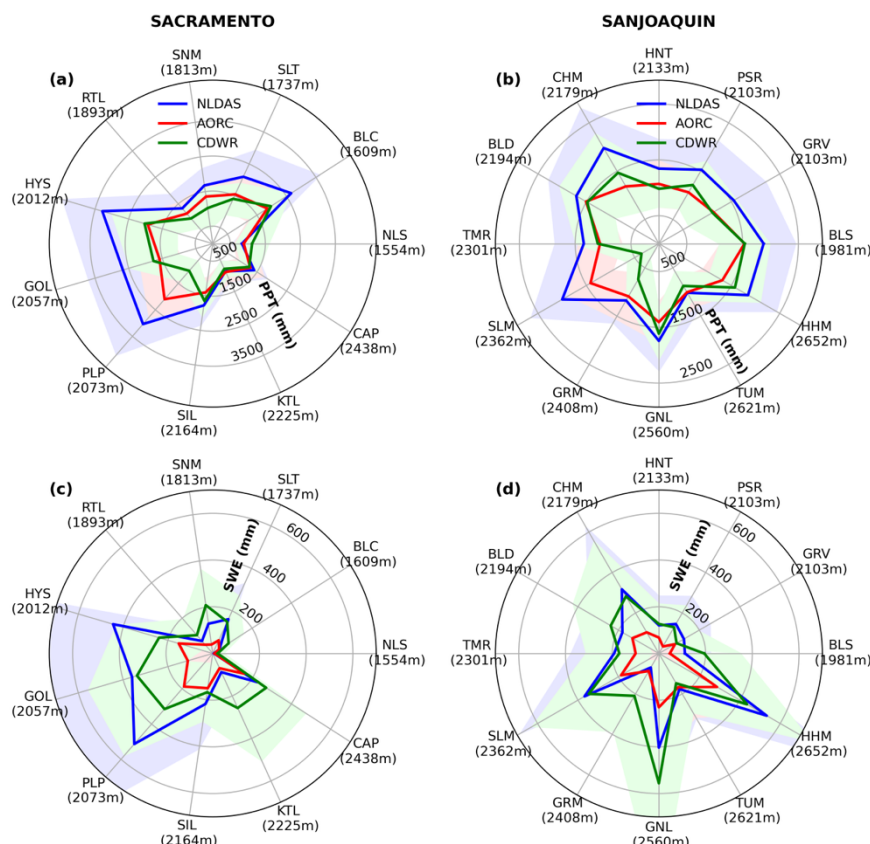 SACRAMENTO
SANJOAQUIN
(a)
SNM
(1813m)
SLT
(1737m)
RTL
(1893m)
BLC
(1609m)
HYS
(2012m)
NLS
(1554m)
GOL
(2057m)
CAP
(2438m)
PLP
(2073m)
KTL
(2225m)
SIL
(2164m)
NLDAS
AORC
CDWR
500
1500
2500
3500
PPT (mm)
(b)
HNT
(2133m)
CHM
(2179m)
PSR
(2103m)
BLD
(2194m)
GRV
(2103m)
TMR
(2301m)
BLS
(1981m)
SLM
(2362m)
HHM
(2652m)
GRM
(2408m)
TUM
(2621m)
GNL
(2560m)
NLDAS
AORC
CDWR
500
1500
2500
PPT (mm)
(c)
SNM
(1813m)
SLT
(1737m)
RTL
(1893m)
BLC
(1609m)
HYS
(2012m)
NLS
(1554m)
GOL
(2057m)
CAP
(2438m)
PLP
(2073m)
KTL
(2225m)
SIL
(2164m)
SWE (mm)
600
400
200
(d)
HNT
(2133m)
CHM
(2179m)
PSR
(2103m)
BLD
(2194m)
GRV
(2103m)
TMR
(2301m)
BLS
(1981m)
SLM
(2362m)
HHM
(2652m)
GRM
(2408m)
TUM
(2621m)
GNL
(2560m)
SWE (mm)
600
400
200